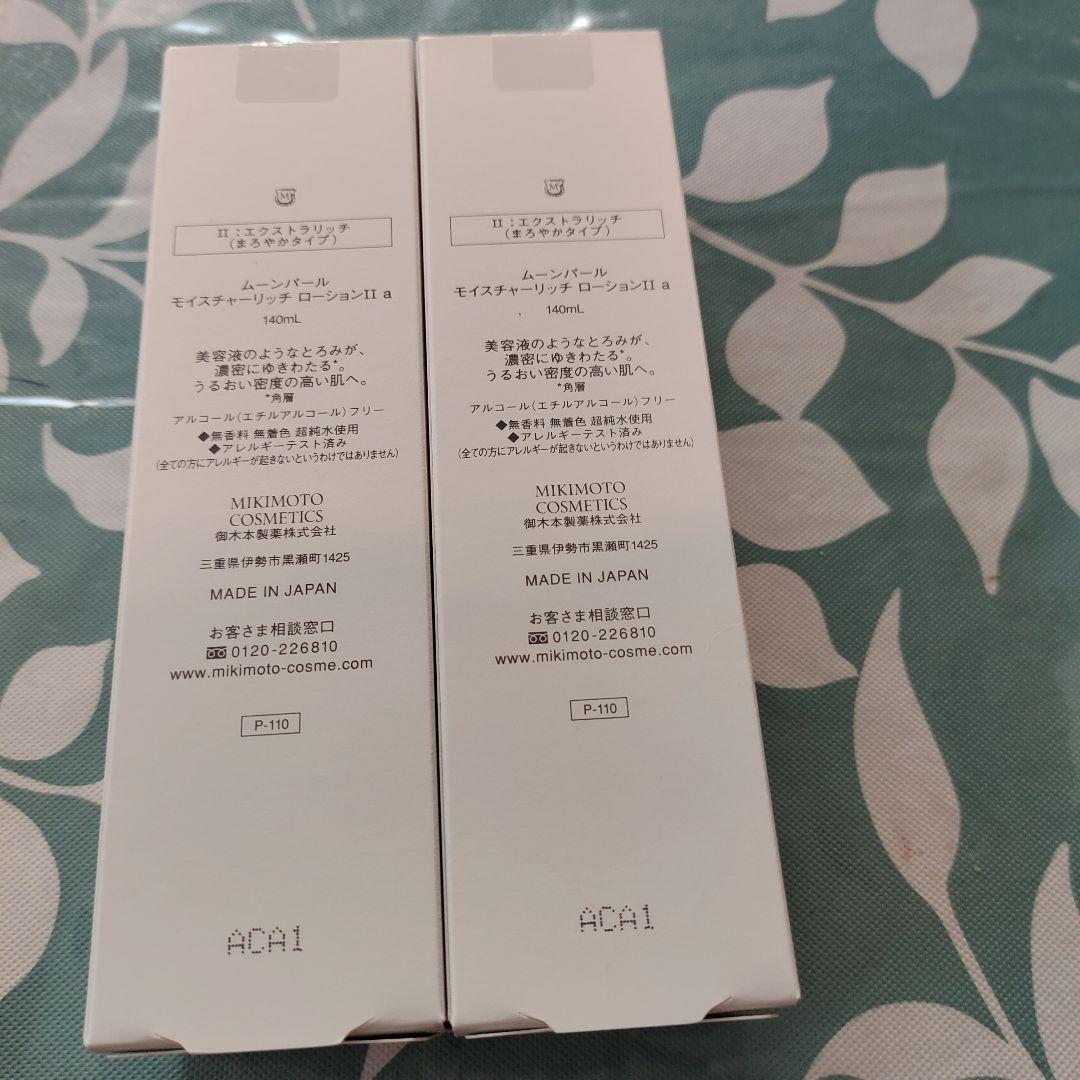 M
II：エクストラリッチ
（まろやかタイプ）
ムーンパール
モイスチャーリッチ ローションII a
140mL
美容液のようなとろみが、
濃密にゆきわたる*。
うるおい密度の高い肌へ。
*角層
アルコール（エチルアルコール）フリー
◆無香料 無着色 超純水使用
◆アレルギーテスト済み
（全ての方にアレルギーが起きないというわけではありません）
MIKIMOTO
COSMETICS
御木本製薬株式会社
三重県伊勢市黒瀬町1425
MADE IN JAPAN
お客さま相談窓口
0120-226810
www.mikimoto-cosme.com
P-110
ACA1
M
II：エクストラリッチ
（まろやかタイプ）
ムーンパール
モイスチャーリッチ ローションII a
140mL
美容液のようなとろみが、
濃密にゆきわたる*。
うるおい密度の高い肌へ。
*角層
アルコール（エチルアルコール）フリー
◆無香料 無着色 超純水使用
◆アレルギーテスト済み
（全ての方にアレルギーが起きないというわけではありません）
MIKIMOTO
COSMETICS
御木本製薬株式会社
三重県伊勢市黒瀬町1425
MADE IN JAPAN
お客さま相談窓口
0120-226810
www.mikimoto-cosme.com
P-110
ACA1